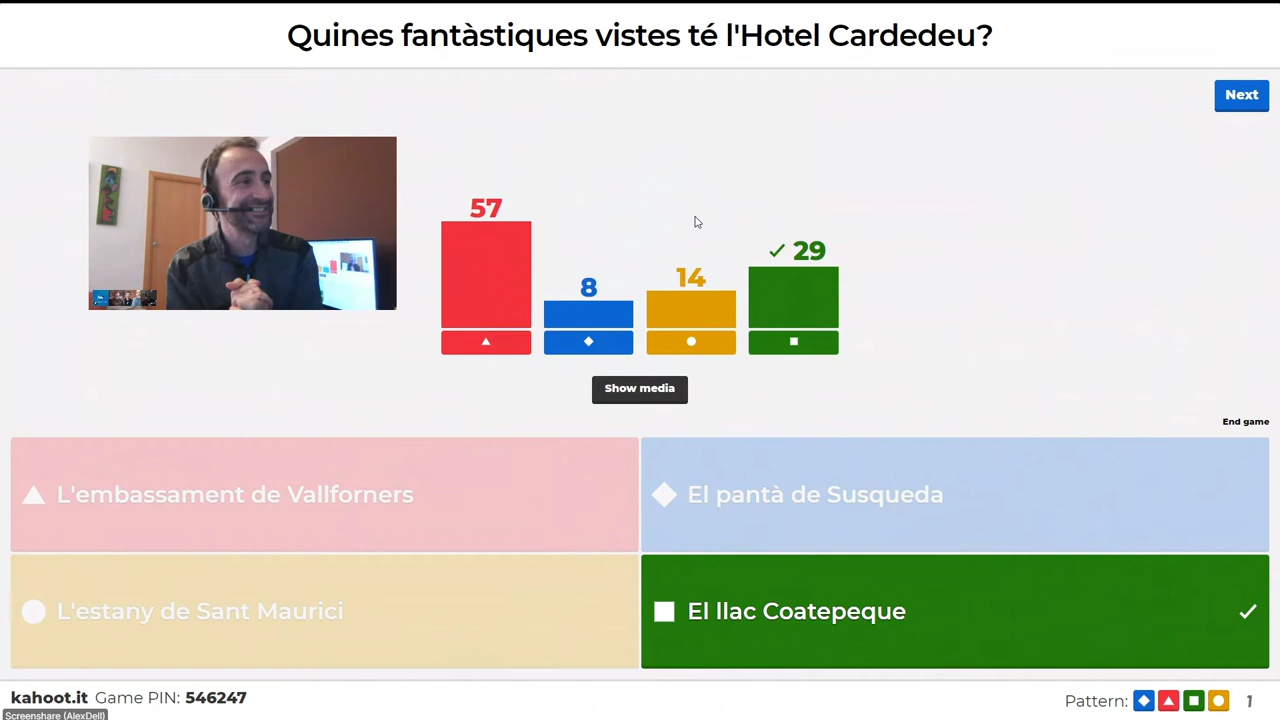 Quines fantàstiques vistes té l'Hotel Cardedeu?
Next
57
8
14
29
Show media
End game
L'embassament de Vallforners
El pantà de Susqueda
L'estany de Sant Maurici
El llac Coatepeque
kahoot.it Game PIN: 546247
Pattern: 1
Screenshare (AlexDell)